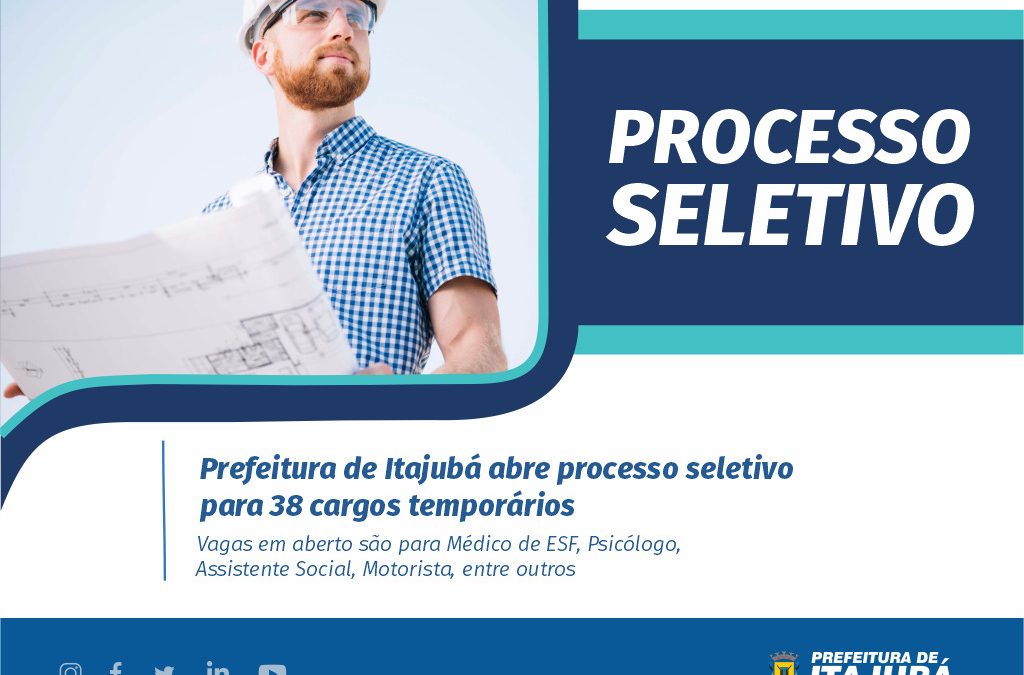 PROCESSO
SELETIVO
Prefeitura de Itajubá abre processo seletivo
para 38 cargos temporários
Vagas em aberto são para Médico de ESF, Psicólogo,
Assistente Social, Motorista, entre outros
PREFEITURA DE
ITAJUBÁ